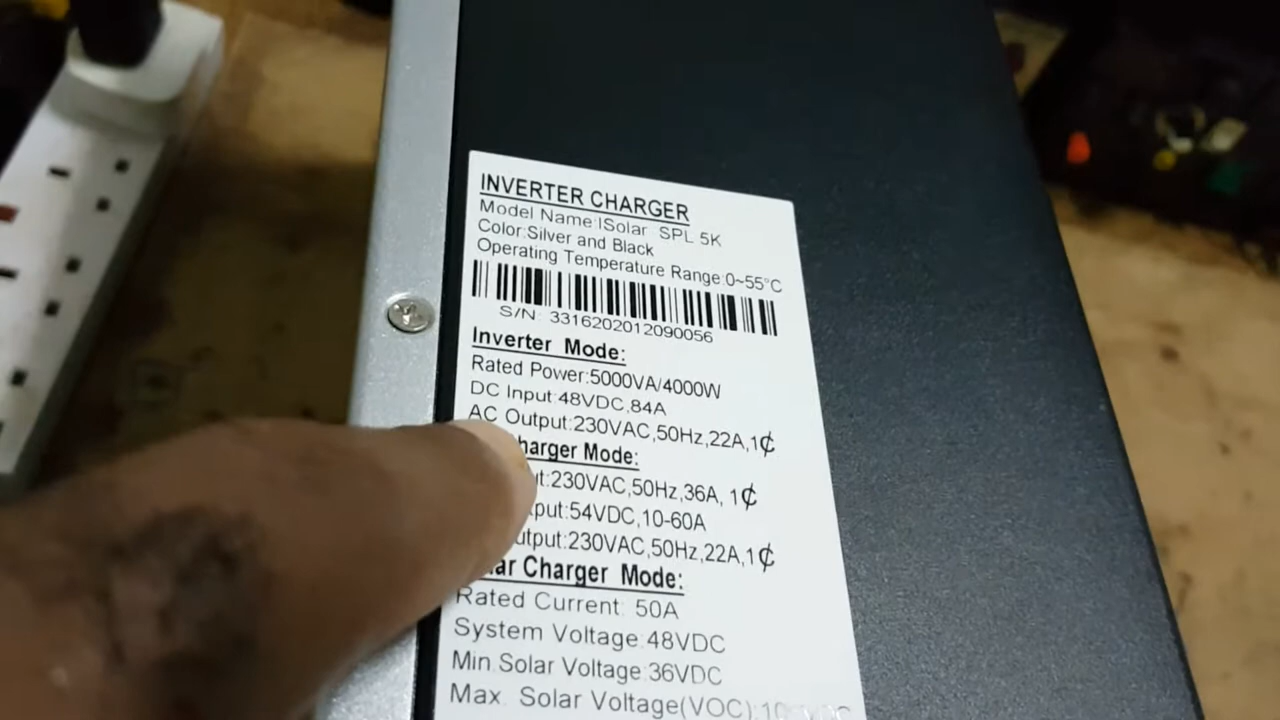 INVERTER CHARGER
Model Name:ISolar SPL 5K
Color:Silver and Black
Operating Temperature Range:0~55°C
S/N: 3316202012090056
Inverter Mode:
Rated Power:5000VA/4000W
DC Input:48VDC,84A
AC Output:230VAC,50Hz,22A,1¢
harger Mode:
ut:230VAC,50Hz,36A, 1¢
tput:54VDC,10-60A
utput:230VAC,50Hz,22A,1¢
lar Charger Mode:
Rated Current: 50A
System Voltage:48VDC
Min.Solar Voltage:36VDC
Max. Solar Voltage(VOC):